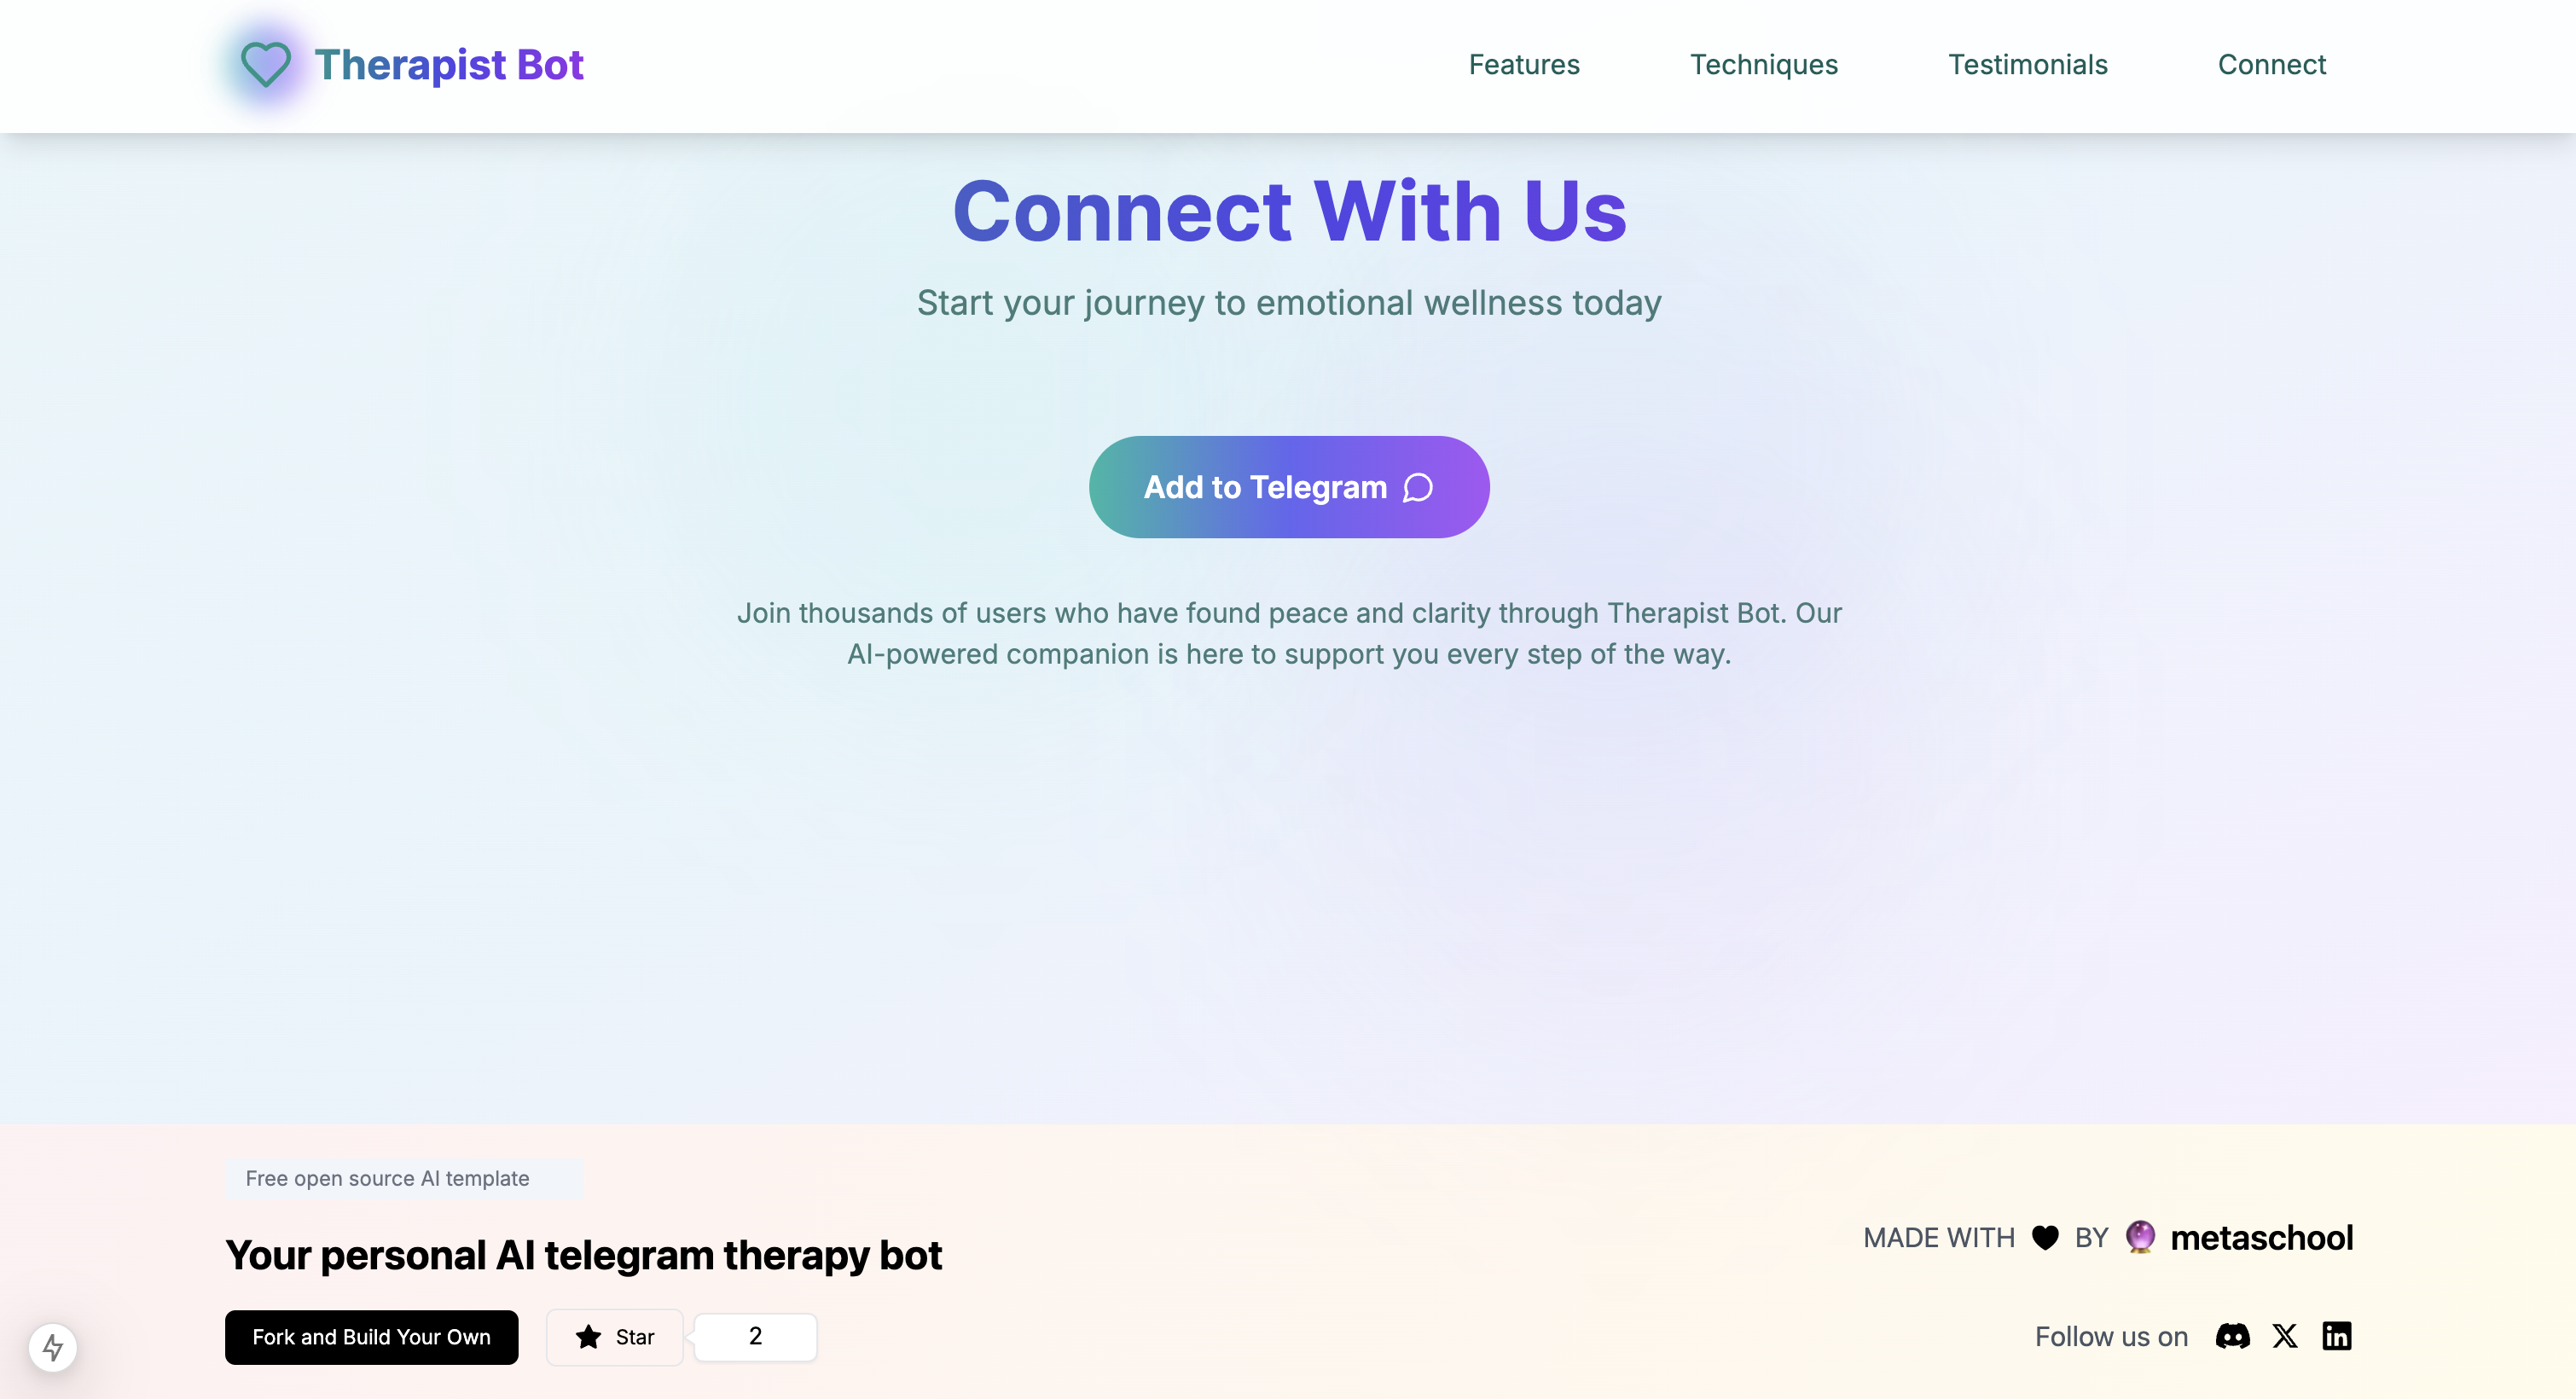 Therapist Bot
Features
Techniques
Testimonials
Connect
Connect With Us
Start your journey to emotional wellness today
Add to Telegram
Join thousands of users who have found peace and clarity through Therapist Bot. Our
AI-powered companion is here to support you every step of the way.
Free open source AI template
Your personal AI telegram therapy bot
Fork and Build Your Own
Star
2
MADE WITH BY metaschool
Follow us on